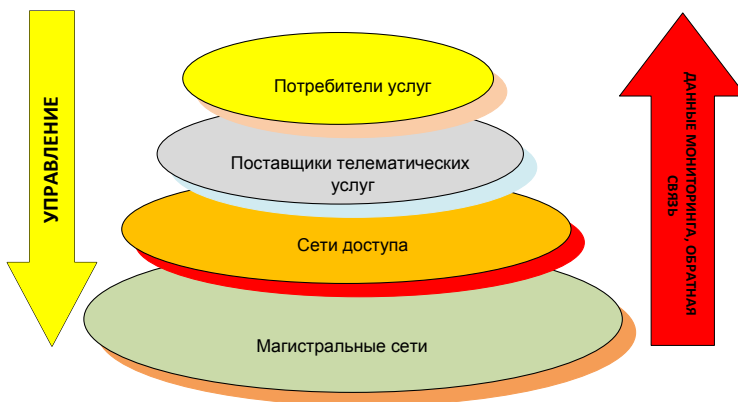 УПРАВЛЕНИЕ
Потребители услуг
Поставщики телематических
услуг
Сети доступа
Магистральные сети
ДАННЫЕ МОНИТОРИНГА, ОБРАТНАЯ
СВЯЗЬ